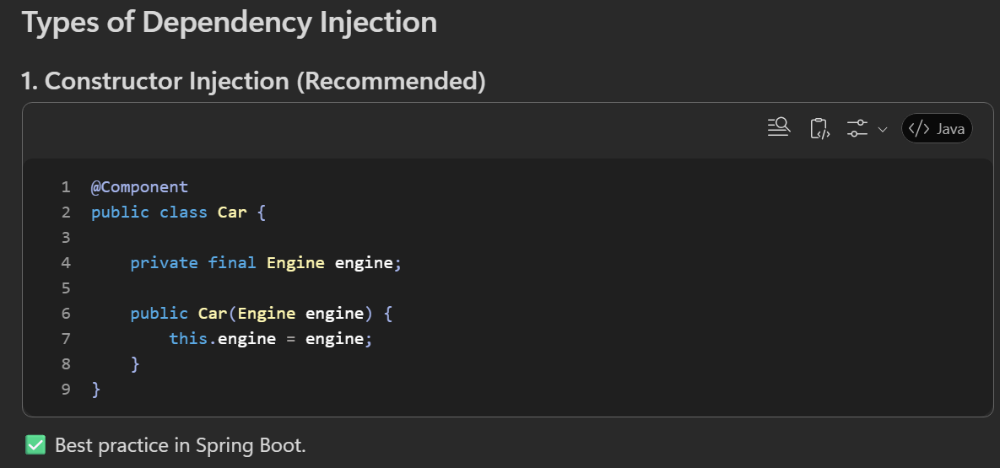 Types of Dependency Injection
1. Constructor Injection (Recommended)
</> Java
1 @Component
2 public class Car {
3
4     private final Engine engine;
5
6     public Car(Engine engine) {
7         this.engine = engine;
8     }
9 }
✅ Best practice in Spring Boot.